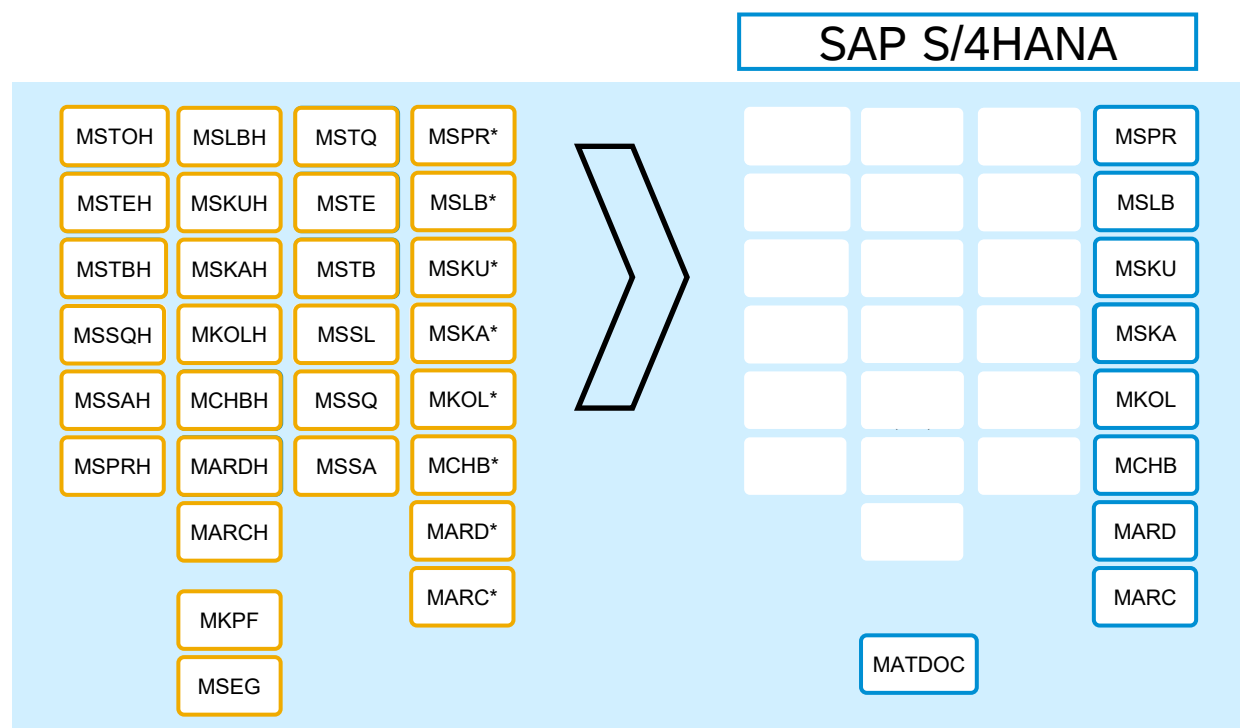 SAP S/4HANA
MSTOH MSLBH MSTQ MSPR* MSPR
MSTEH MSKUH MSTE MSLB* MSLB
MSTBH MSKAH MSTB MSKU* MSKU
MSSQH MKOLH MSSL MSKA* MSKA
MSSAH MCHBH MSSQ MKOL* MKOL
MSPRH MARDH MSSA MCHB* MCHB
MARCH MARD* MARD
MARC* MARC
MKPF
MATDOC
MSEG